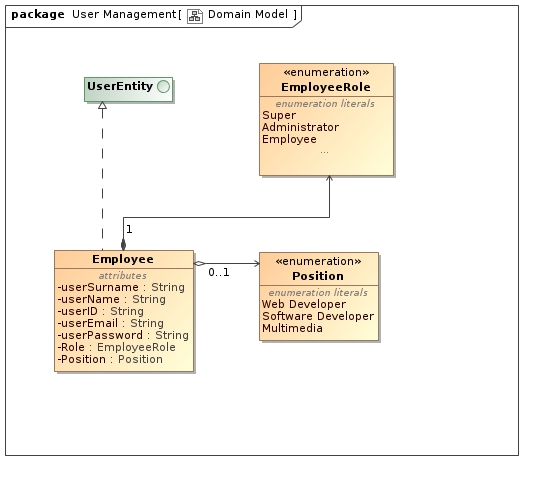 package User Management[ Domain Model ]
UserEntity
«enumeration»
EmployeeRole
enumeration literals
Super
Administrator
Employee
...
1
Employee
attributes
-userSurname : String
-userName : String
-userID : String
-userEmail : String
-userPassword : String
-Role : EmployeeRole
-Position : Position
0..1
«enumeration»
Position
enumeration literals
Web Developer
Software Developer
Multimedia